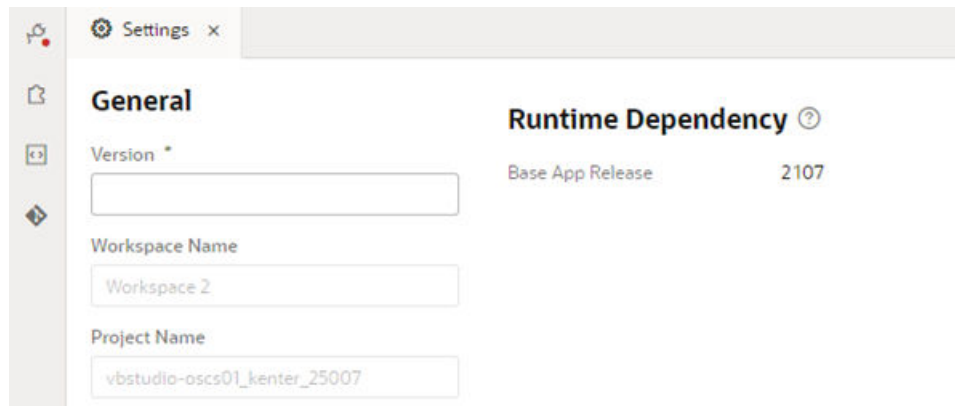 Settings ×
General
Version *
Workspace Name
Workspace 2
Project Name
vbstudio-oscs01_kenter_25007
Runtime Dependency ?
Base App Release 2107